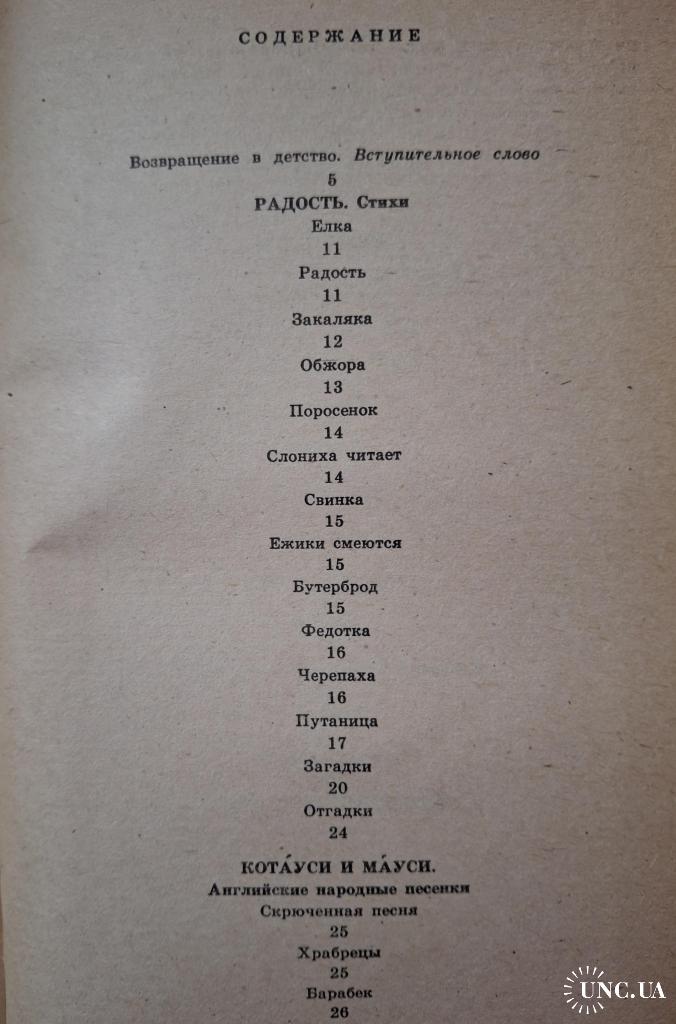 СОДЕРЖАНИЕ
Возвращение в детство. Вступительное слово
5
РАДОСТЬ. Стихи
Елка
11
Радость
11
Закаляка
12
Обжора
13
Поросенок
14
Слониха читает
14
Свинка
15
Ежики смеются
15
Бутерброд
15
Федотка
16
Черепаха
16
Путаница
17
Загадки
20
Отгадки
24
КОТА́УСИ И МА́УСИ.
Английские народные песенки
Скрюченная песня
25
Храбрецы
25
Барабек
26
UNC.UA